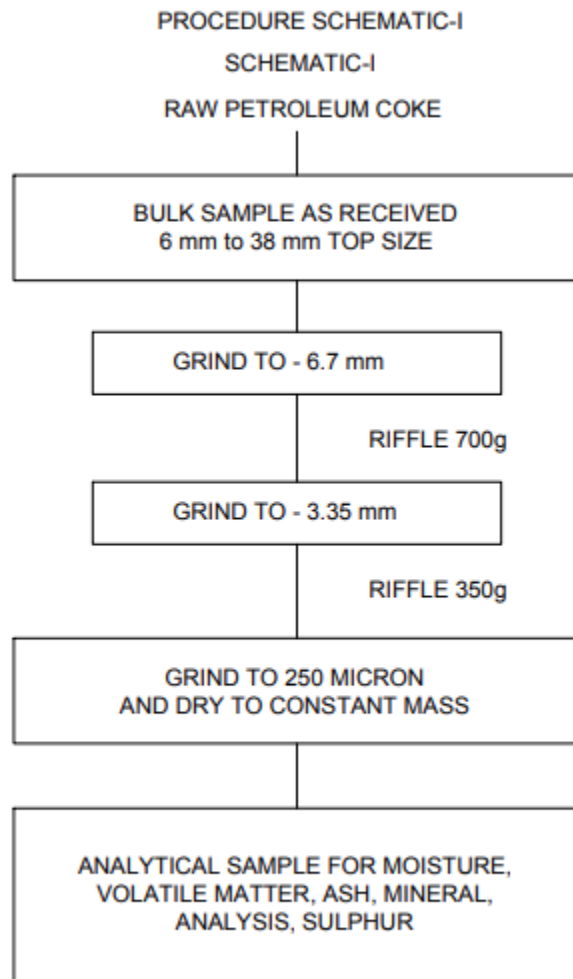 PROCEDURE SCHEMATIC-I
SCHEMATIC-I
RAW PETROLEUM COKE
BULK SAMPLE AS RECEIVED
6 mm to 38 mm TOP SIZE
GRIND TO - 6.7 mm
RIFFLE 700g
GRIND TO - 3.35 mm
RIFFLE 350g
GRIND TO 250 MICRON
AND DRY TO CONSTANT MASS
ANALYTICAL SAMPLE FOR MOISTURE,
VOLATILE MATTER, ASH, MINERAL,
ANALYSIS, SULPHUR